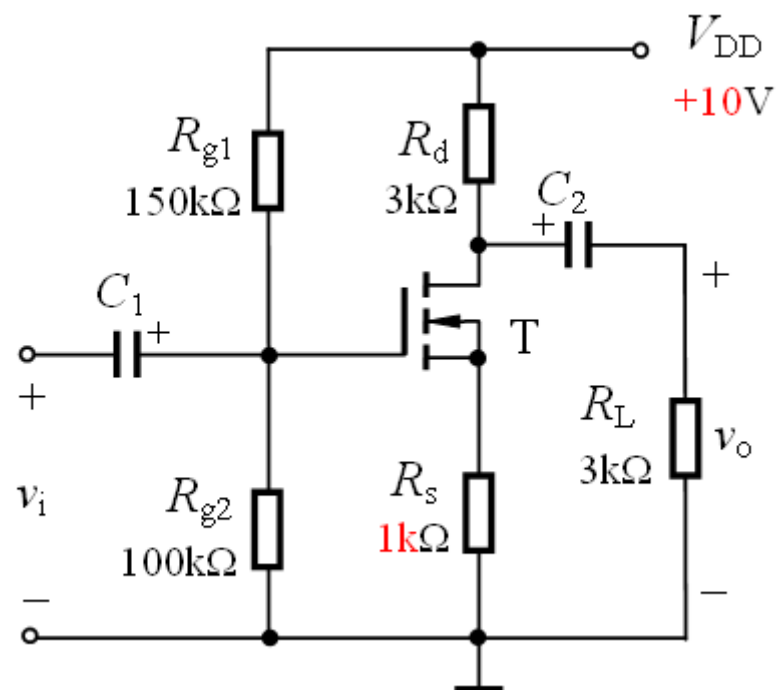 V_DD
+10V
R_g1
150kΩ
R_d
3kΩ
C_2
+
C_1
+
T
+
+
R_L
3kΩ
v_o
v_i
R_g2
100kΩ
R_s
1kΩ
−
−